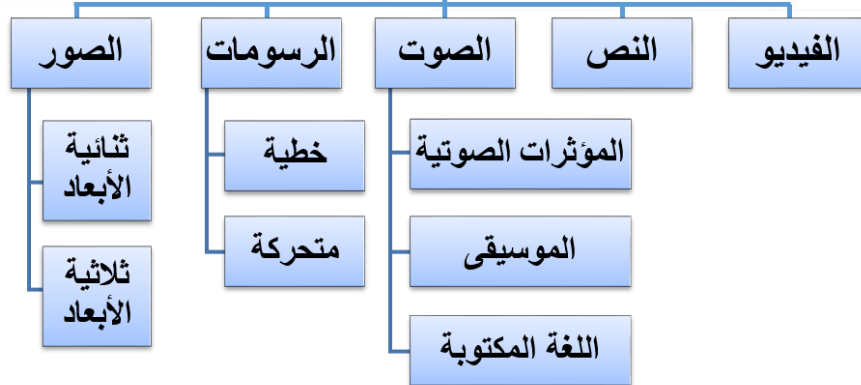 الفيديو
النص
الصوت
الرسومات
الصور
المؤثرات الصوتية
الموسيقى
اللغة المكتوبة
خطية
متحركة
ثنائية
الأبعاد
ثلاثية
الأبعاد